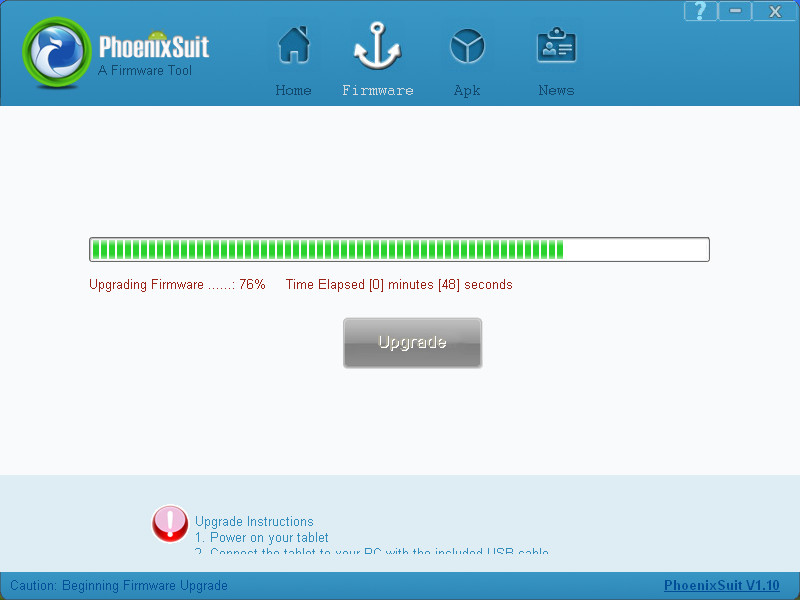 PhoenixSuit
A Firmware Tool
Home Firmware Apk News
Upgrading Firmware ......: 76% Time Elapsed [0] minutes [48] seconds
Upgrade
Upgrade Instructions
1. Power on your tablet
2. Connect the tablet to your PC with the included USB cable
Caution: Beginning Firmware Upgrade PhoenixSuit V1.10